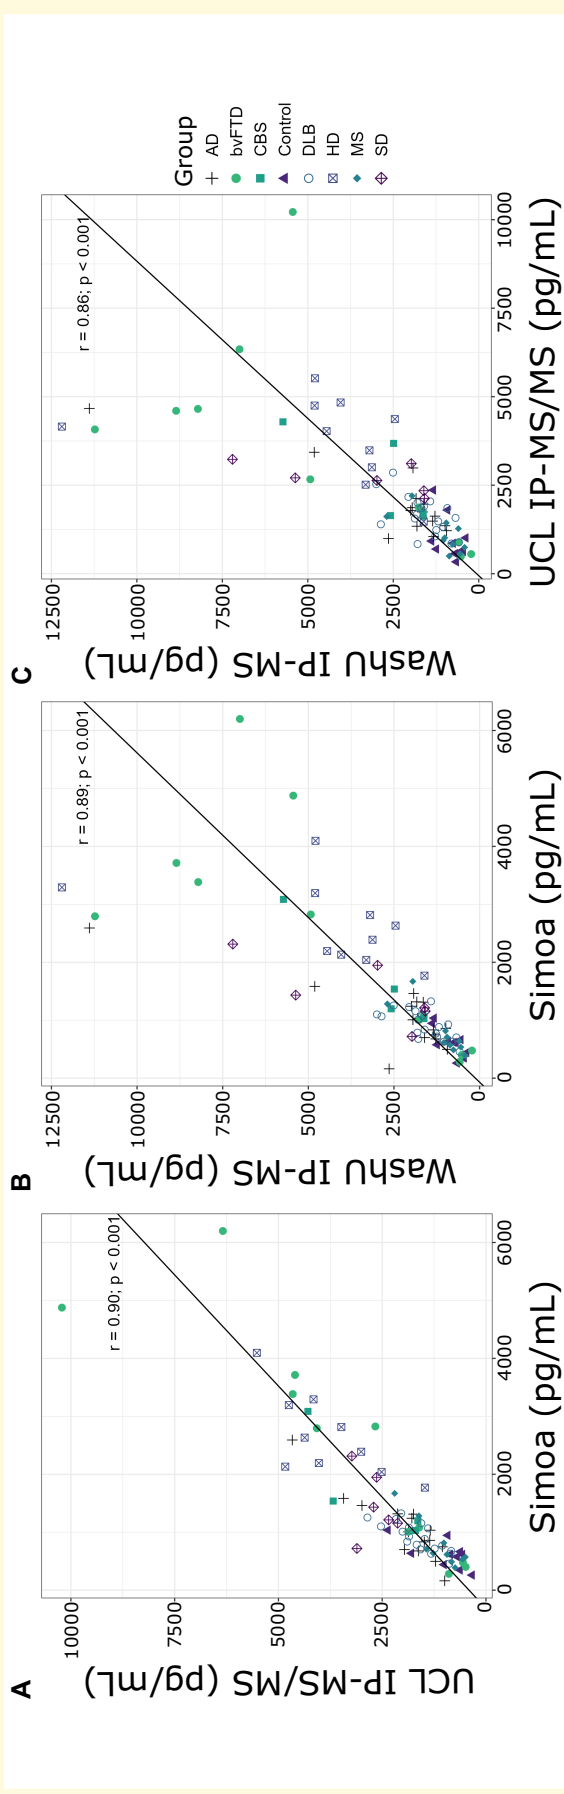 A
UCL IP-MS/MS (pg/mL)
10000
7500
5000
2500
0
r = 0.90; p < 0.001
0
2000
4000
6000
Simoa (pg/mL)
B
WashU IP-MS (pg/mL)
12500
10000
7500
5000
2500
0
r = 0.89; p < 0.001
0
2000
4000
6000
Simoa (pg/mL)
C
WashU IP-MS (pg/mL)
12500
10000
7500
5000
2500
0
r = 0.86; p < 0.001
0
2500
5000
7500
10000
UCL IP-MS/MS (pg/mL)
Group
AD
bvFTD
CBS
Control
DLB
HD
MS
SD